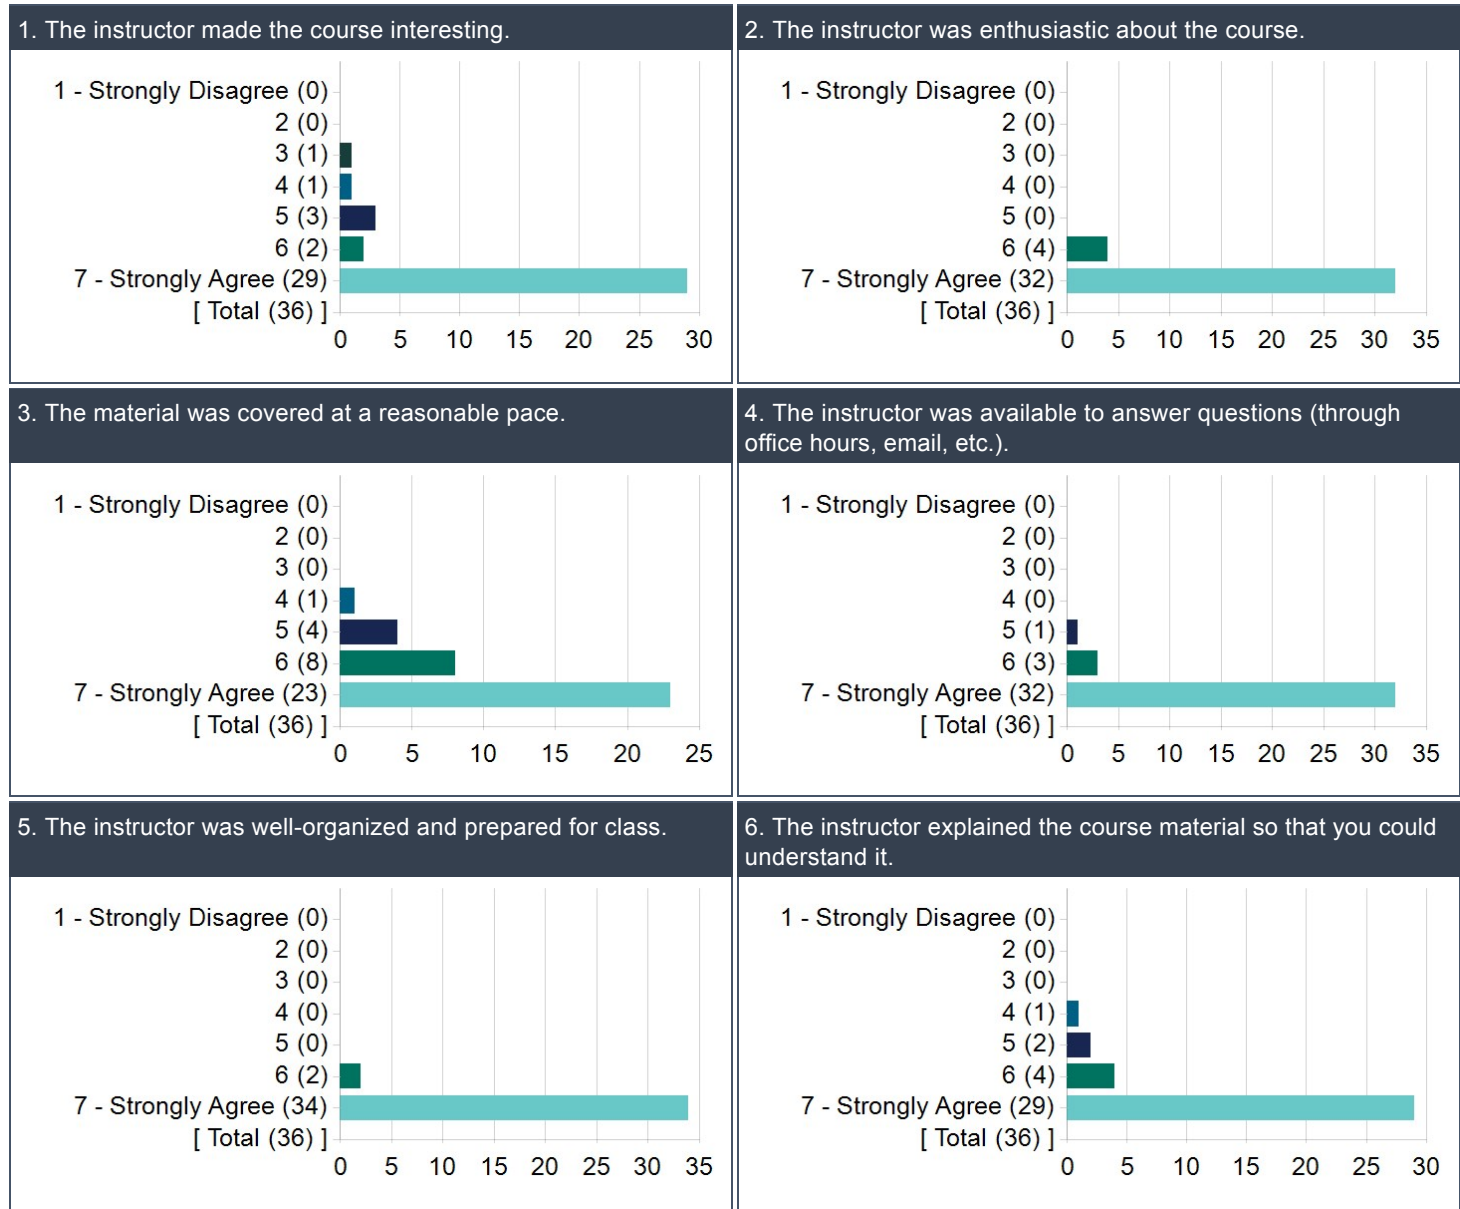 1. The instructor made the course interesting.
1 - Strongly Disagree (0)
2 (0)
3 (1)
4 (1)
5 (3)
6 (2)
7 - Strongly Agree (29)
[ Total (36) ]
0 5 10 15 20 25 30
2. The instructor was enthusiastic about the course.
1 - Strongly Disagree (0)
2 (0)
3 (0)
4 (0)
5 (0)
6 (4)
7 - Strongly Agree (32)
[ Total (36) ]
0 5 10 15 20 25 30 35
3. The material was covered at a reasonable pace.
1 - Strongly Disagree (0)
2 (0)
3 (0)
4 (1)
5 (4)
6 (8)
7 - Strongly Agree (23)
[ Total (36) ]
0 5 10 15 20 25
4. The instructor was available to answer questions (through
office hours, email, etc.).
1 - Strongly Disagree (0)
2 (0)
3 (0)
4 (0)
5 (1)
6 (3)
7 - Strongly Agree (32)
[ Total (36) ]
0 5 10 15 20 25 30 35
5. The instructor was well-organized and prepared for class.
1 - Strongly Disagree (0)
2 (0)
3 (0)
4 (0)
5 (0)
6 (2)
7 - Strongly Agree (34)
[ Total (36) ]
0 5 10 15 20 25 30 35
6. The instructor explained the course material so that you could
understand it.
1 - Strongly Disagree (0)
2 (0)
3 (0)
4 (1)
5 (2)
6 (4)
7 - Strongly Agree (29)
[ Total (36) ]
0 5 10 15 20 25 30